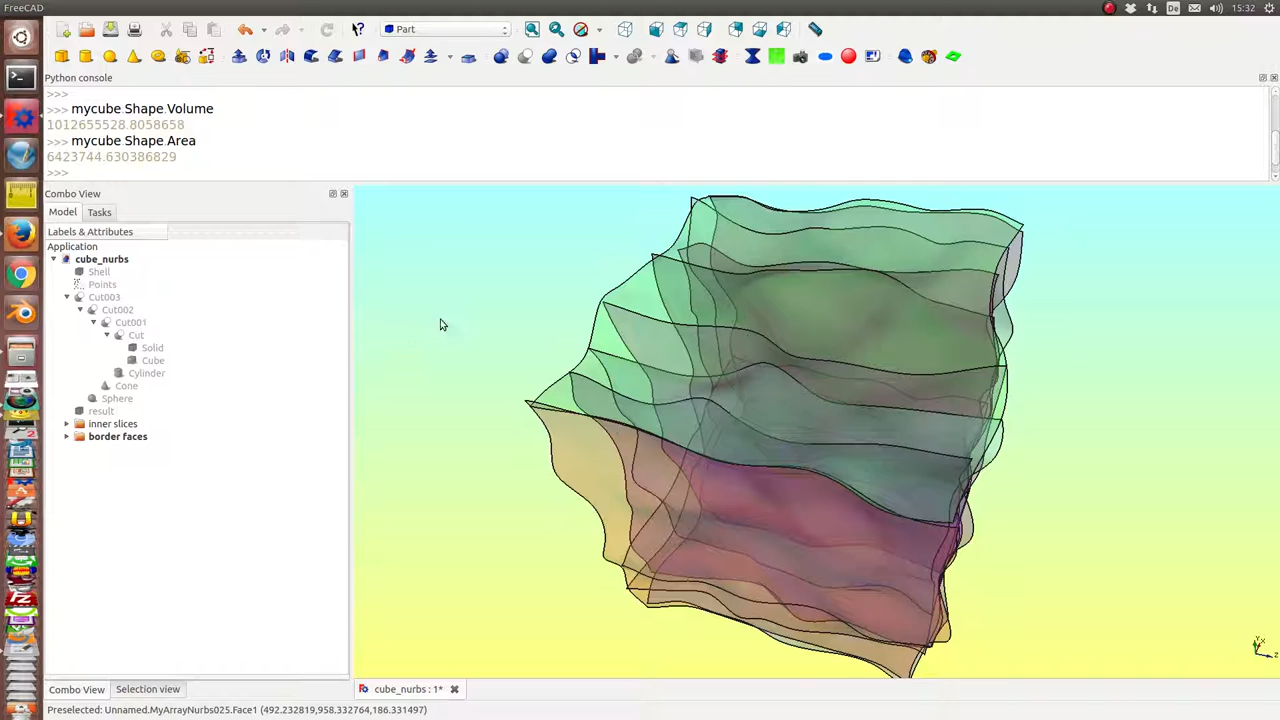 FreeCAD
De
15:32
Part
Python console
>>>
>>> mycube.Shape.Volume
1012655528.8058658
>>> mycube.Shape.Area
6423744.630386829
>>>
Combo View
Model Tasks
Labels & Attributes
Application
cube_nurbs
Shell
Points
Cut003
Cut002
Cut001
Cut
Solid
Cube
Cylinder
Cone
Sphere
result
inner slices
border faces
Combo View Selection view
cube_nurbs : 1*
Preselected: Unnamed.MyArrayNurbs025.Face1 (492.232819,958.332764,186.331497)